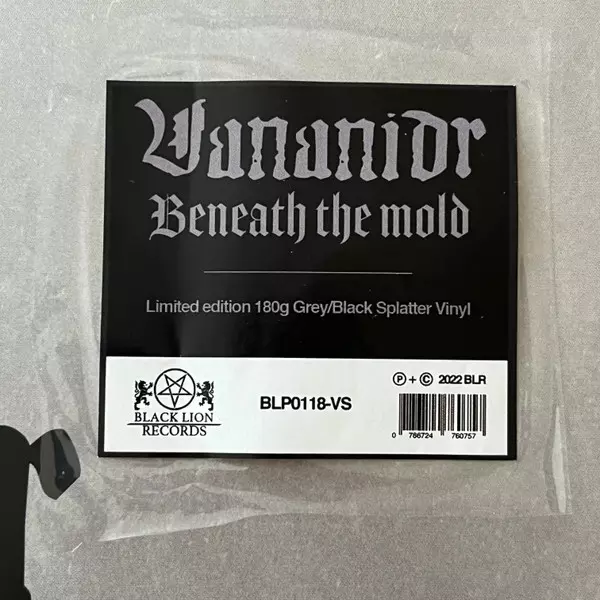 Vananidr
Beneath the mold
Limited edition 180g Grey/Black Splatter Vinyl
℗ + © 2022 BLR
BLP0118-VS
BLACK LION
RECORDS
0 786724 760757